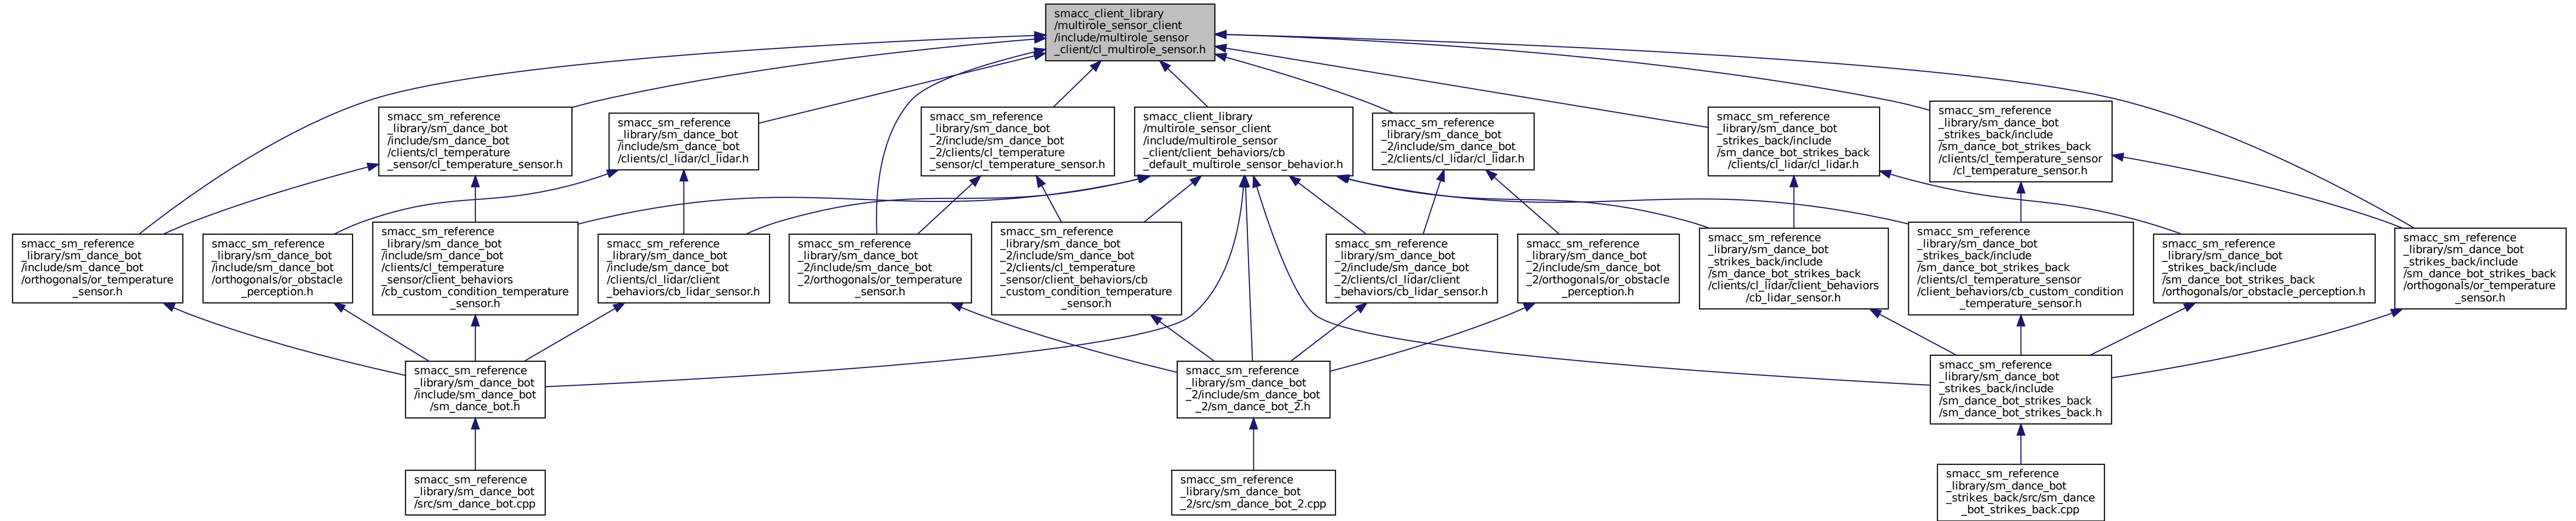 smacc_client_library
/multirole_sensor_client
/include/multirole_sensor
_client/cl_multirole_sensor.h
smacc_sm_reference
_library/sm_dance_bot
/include/sm_dance_bot
/clients/cl_temperature
_sensor/cl_temperature_sensor.h
smacc_sm_reference
_library/sm_dance_bot
/include/sm_dance_bot
/clients/cl_lidar/cl_lidar.h
smacc_sm_reference
_library/sm_dance_bot
_2/include/sm_dance_bot
_2/clients/cl_temperature
_sensor/cl_temperature_sensor.h
smacc_client_library
/multirole_sensor_client
/include/multirole_sensor
_client/client_behaviors/cb
_default_multirole_sensor_behavior.h
smacc_sm_reference
_library/sm_dance_bot
_2/include/sm_dance_bot
_2/clients/cl_lidar/cl_lidar.h
smacc_sm_reference
_library/sm_dance_bot
_strikes_back/include
/sm_dance_bot_strikes_back
/clients/cl_lidar/cl_lidar.h
smacc_sm_reference
_library/sm_dance_bot
_strikes_back/include
/sm_dance_bot_strikes_back
/clients/cl_temperature_sensor
/cl_temperature_sensor.h
smacc_sm_reference
_library/sm_dance_bot
/include/sm_dance_bot
/orthogonals/or_temperature
_sensor.h
smacc_sm_reference
_library/sm_dance_bot
/include/sm_dance_bot
/orthogonals/or_obstacle
_perception.h
smacc_sm_reference
_library/sm_dance_bot
/include/sm_dance_bot
/clients/cl_temperature
_sensor/client_behaviors
/cb_custom_condition_temperature
_sensor.h
smacc_sm_reference
_library/sm_dance_bot
/include/sm_dance_bot
/clients/cl_lidar/client
_behaviors/cb_lidar_sensor.h
smacc_sm_reference
_library/sm_dance_bot
_2/include/sm_dance_bot
_2/orthogonals/or_temperature
_sensor.h
smacc_sm_reference
_library/sm_dance_bot
_2/include/sm_dance_bot
_2/clients/cl_temperature
_sensor/client_behaviors/cb
_custom_condition_temperature
_sensor.h
smacc_sm_reference
_library/sm_dance_bot
_2/include/sm_dance_bot
_2/clients/cl_lidar/client
_behaviors/cb_lidar_sensor.h
smacc_sm_reference
_library/sm_dance_bot
_2/include/sm_dance_bot
_2/orthogonals/or_obstacle
_perception.h
smacc_sm_reference
_library/sm_dance_bot
_strikes_back/include
/sm_dance_bot_strikes_back
/clients/cl_lidar/client_behaviors
/cb_lidar_sensor.h
smacc_sm_reference
_library/sm_dance_bot
_strikes_back/include
/sm_dance_bot_strikes_back
/clients/cl_temperature_sensor
/client_behaviors/cb_custom_condition
_temperature_sensor.h
smacc_sm_reference
_library/sm_dance_bot
_strikes_back/include
/sm_dance_bot_strikes_back
/orthogonals/or_obstacle_perception.h
smacc_sm_reference
_library/sm_dance_bot
_strikes_back/include
/sm_dance_bot_strikes_back
/orthogonals/or_temperature
_sensor.h
smacc_sm_reference
_library/sm_dance_bot
/include/sm_dance_bot
/sm_dance_bot.h
smacc_sm_reference
_library/sm_dance_bot
_2/include/sm_dance_bot
_2/sm_dance_bot_2.h
smacc_sm_reference
_library/sm_dance_bot
_strikes_back/include
/sm_dance_bot_strikes_back
/sm_dance_bot_strikes_back.h
smacc_sm_reference
_library/sm_dance_bot
/src/sm_dance_bot.cpp
smacc_sm_reference
_library/sm_dance_bot
_2/src/sm_dance_bot_2.cpp
smacc_sm_reference
_library/sm_dance_bot
_strikes_back/src/sm_dance
_bot_strikes_back.cpp